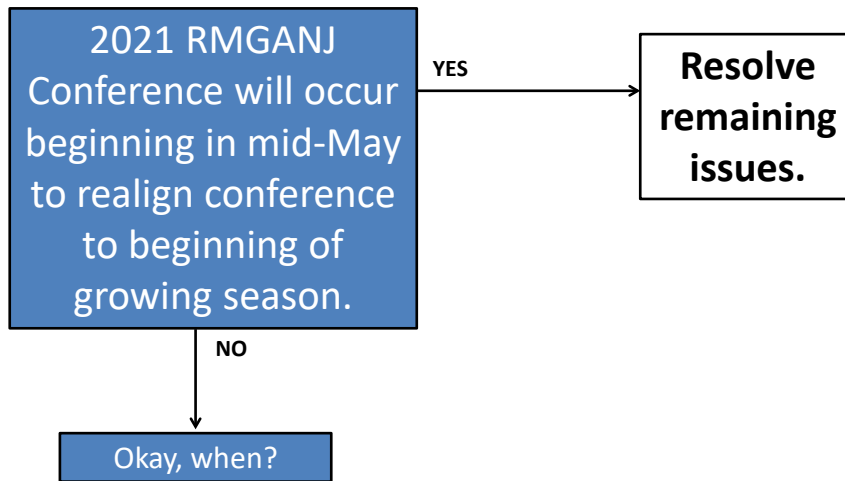 2021 RMGANJ
Conference will occur
beginning in mid-May
to realign conference
to beginning of
growing season.
YES
Resolve
remaining
issues.
NO
Okay, when?